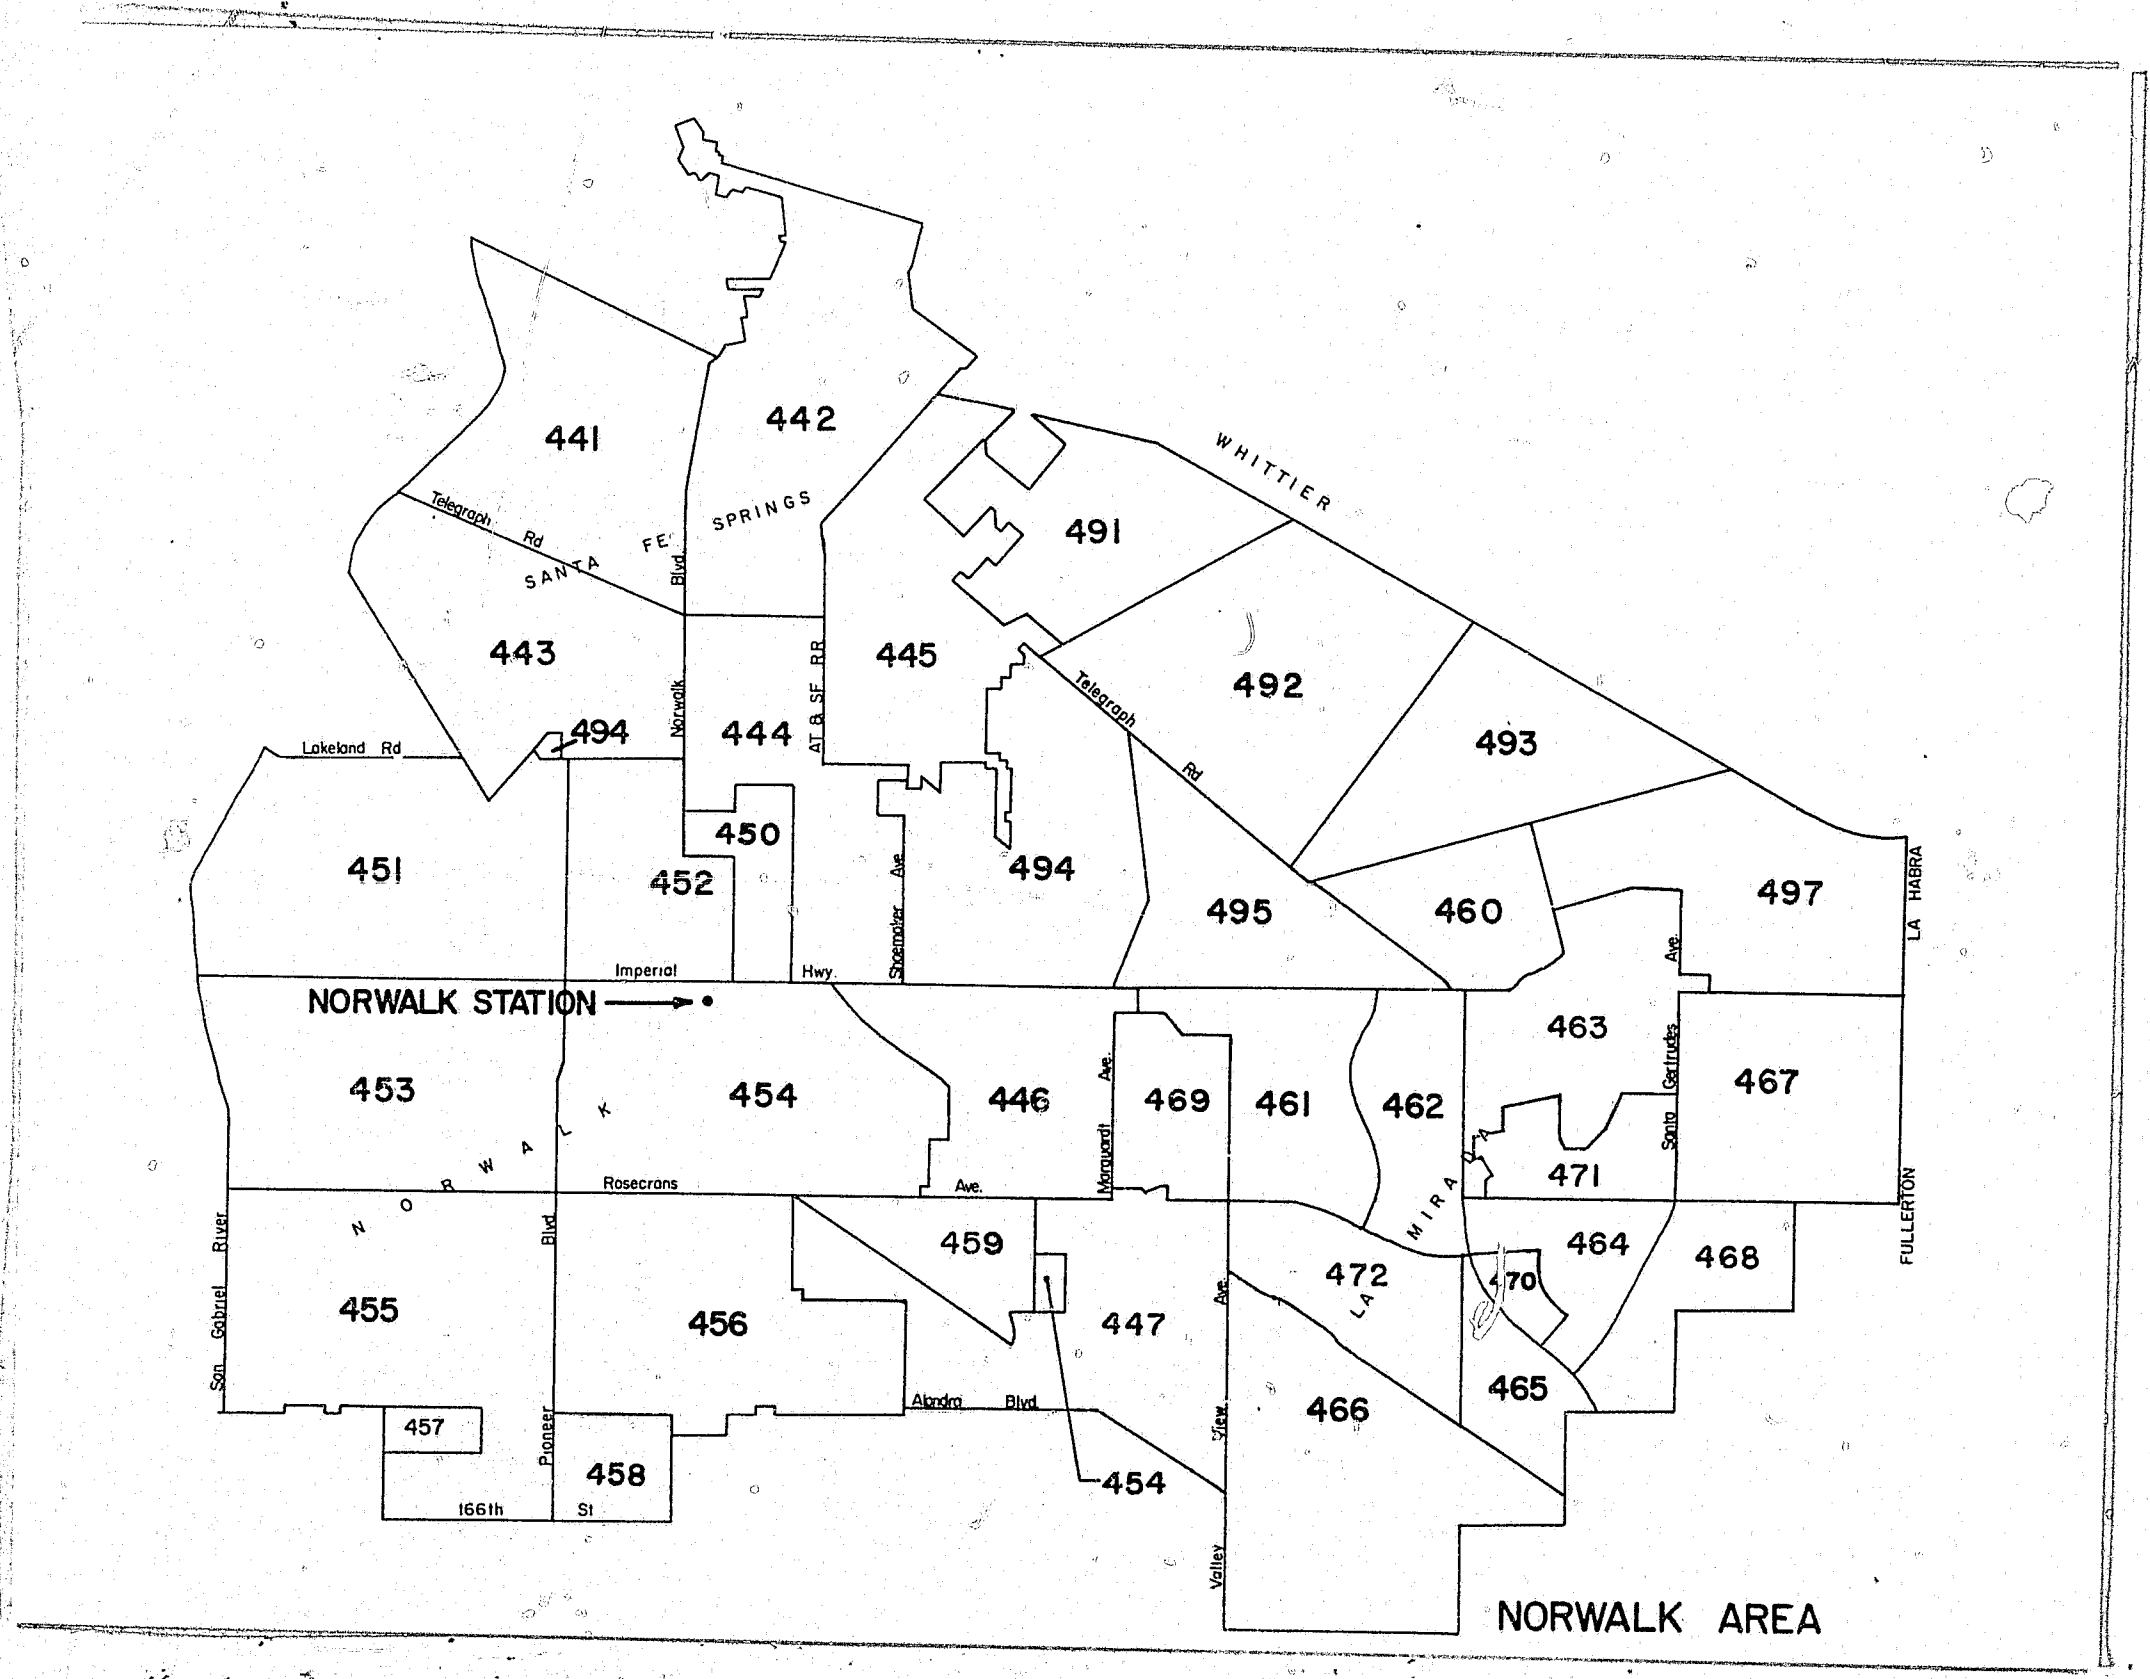 441
442
WHITTIER
Telegraph Rd
SANTA FE SPRINGS
Blvd
491
443
445
492
Norwalk
AT & SF RR
Telegraph
Rd
494
444
493
Lakeland Rd
450
451
452
Shoemaker Ave
494
495
460
497
LA HABRA
Ave.
Imperial Hwy.
NORWALK STATION
463
Santa Gertrudes
453
454
446
Marquardt Ave.
469
461
462
467
NORWALK
471
LA MIRADA
Rosecrans Ave.
San Gabriel River
Blvd
459
464
468
FULLERTON
472
470
455
456
447
Valley View Ave.
465
Alondra Blvd
466
457
Pioneer
458
454
166th St
NORWALK AREA